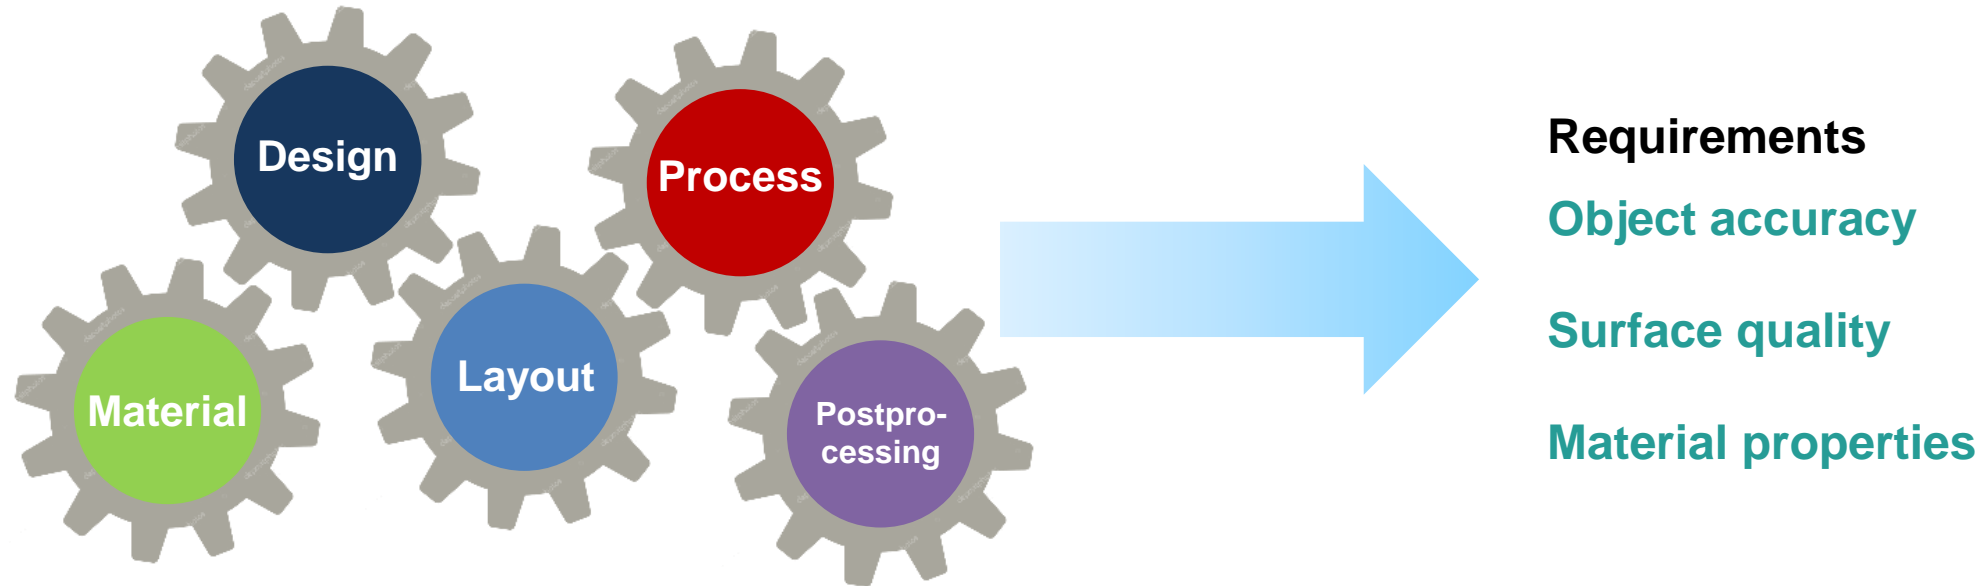 Design
Process
Material
Layout
Postpro-
cessing
Requirements
Object accuracy
Surface quality
Material properties